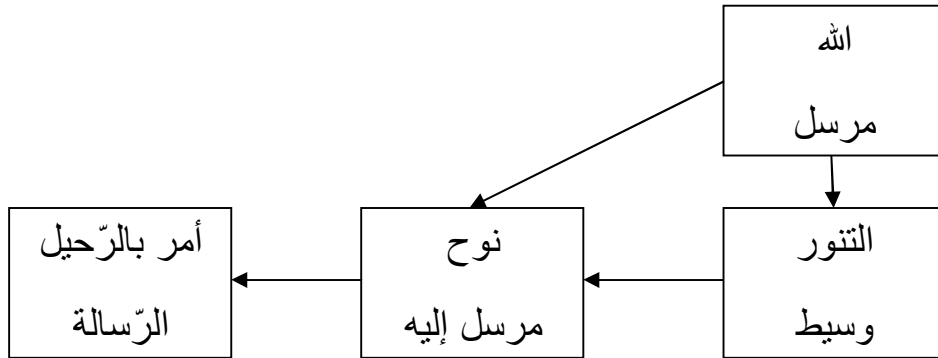 الله
مرسل
التنور
وسيط
نوح
مرسل إليه
أمر بالرّحيل
الرّسالة